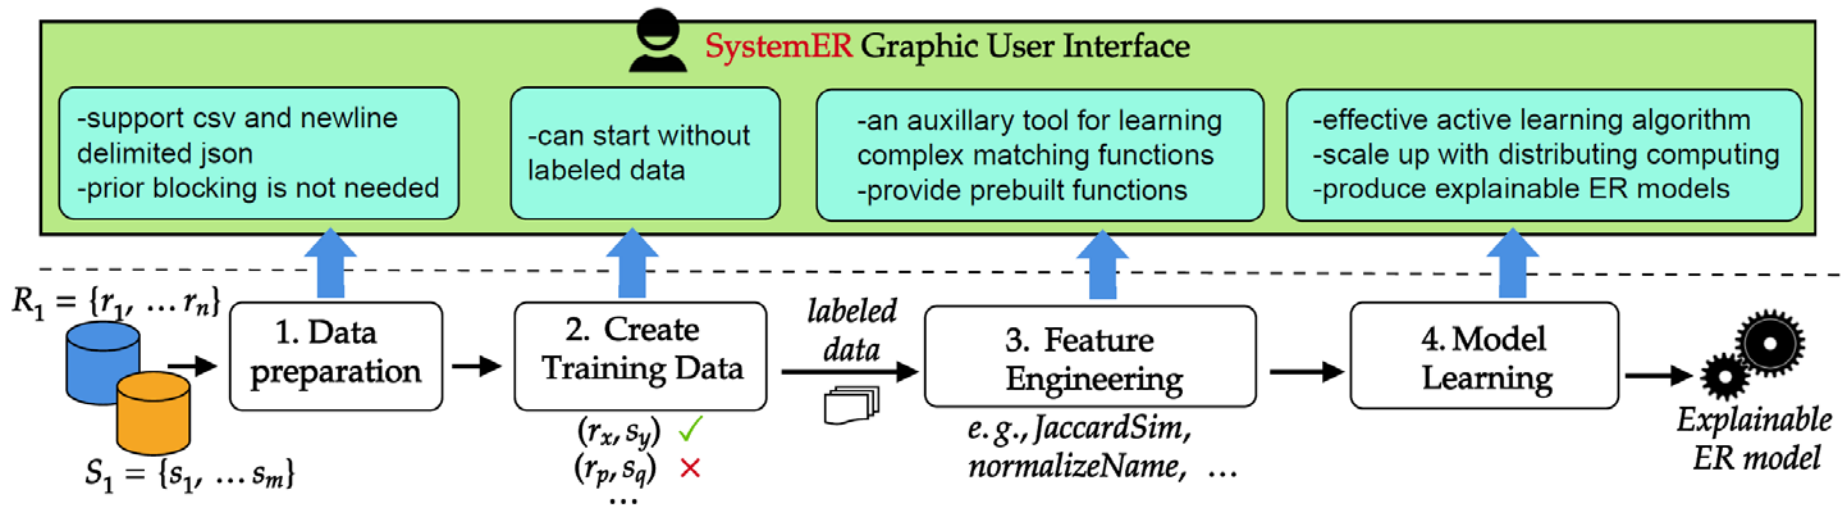 SystemER Graphic User Interface
-support csv and newline
delimited json
-prior blocking is not needed
-can start without
labeled data
-an auxillary tool for learning
complex matching functions
-provide prebuilt functions
-effective active learning algorithm
-scale up with distributing computing
-produce explainable ER models
R₁ = {r₁, … rₙ}
S₁ = {s₁, … sₘ}
1. Data
preparation
2. Create
Training Data
(rₓ, s_y) ✓
(rₚ, s_q) ✕
…
labeled
data
3. Feature
Engineering
e.g., JaccardSim,
normalizeName, …
4. Model
Learning
Explainable
ER model